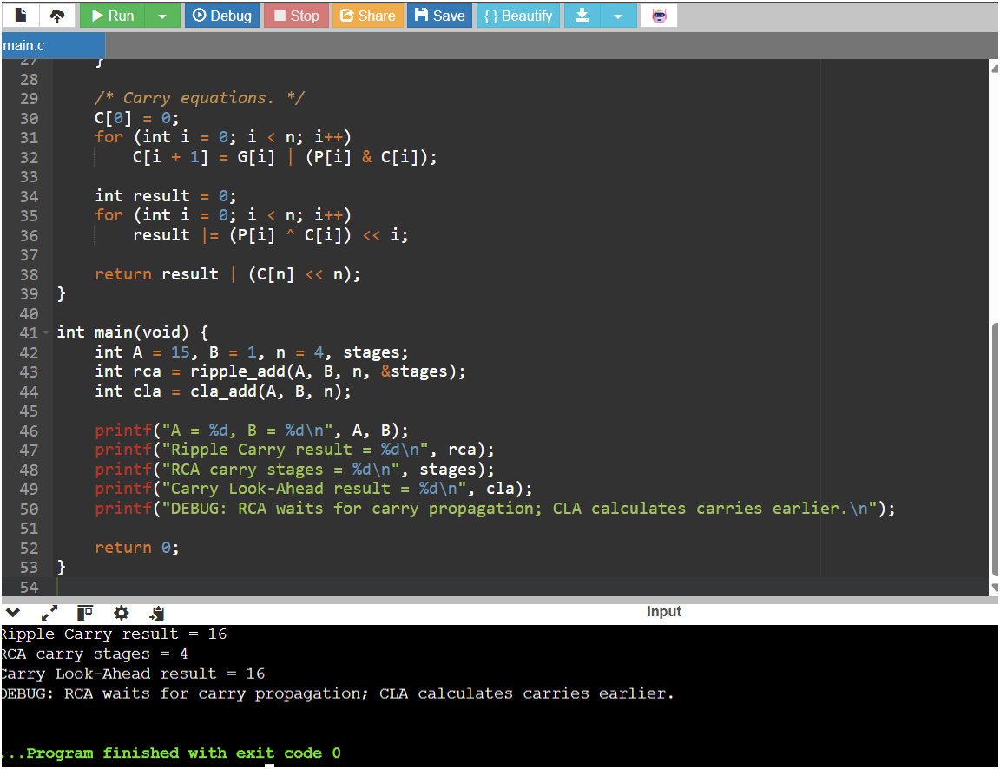 Run Debug Stop Share Save { } Beautify
main.c
27     }
28
29     /* Carry equations. */
30     C[0] = 0;
31     for (int i = 0; i < n; i++)
32         C[i + 1] = G[i] | (P[i] & C[i]);
33
34     int result = 0;
35     for (int i = 0; i < n; i++)
36         result |= (P[i] ^ C[i]) << i;
37
38     return result | (C[n] << n);
39 }
40
41 int main(void) {
42     int A = 15, B = 1, n = 4, stages;
43     int rca = ripple_add(A, B, n, &stages);
44     int cla = cla_add(A, B, n);
45
46     printf("A = %d, B = %d\n", A, B);
47     printf("Ripple Carry result = %d\n", rca);
48     printf("RCA carry stages = %d\n", stages);
49     printf("Carry Look-Ahead result = %d\n", cla);
50     printf("DEBUG: RCA waits for carry propagation; CLA calculates carries earlier.\n");
51
52     return 0;
53 }
54
input
Ripple Carry result = 16
RCA carry stages = 4
Carry Look-Ahead result = 16
DEBUG: RCA waits for carry propagation; CLA calculates carries earlier.
...Program finished with exit code 0